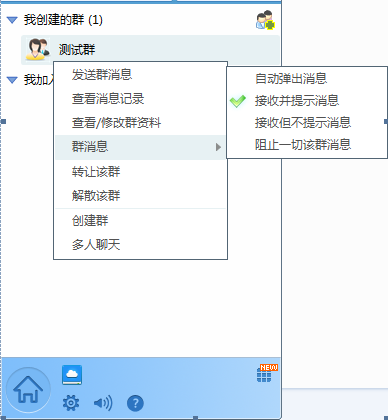 我创建的群 (1)
测试群
我加入
发送群消息
查看消息记录
查看/修改群资料
群消息
转让该群
解散该群
创建群
多人聊天
自动弹出消息
接收并提示消息
接收但不提示消息
阻止一切该群消息
NEW